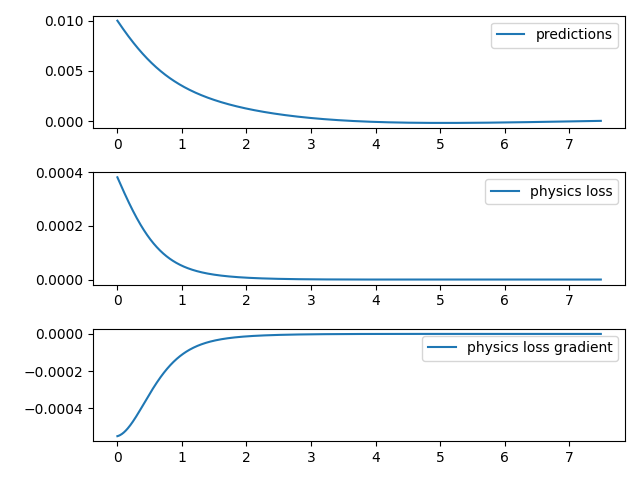 predictions
0.010
0.005
0.000
0 1 2 3 4 5 6 7
physics loss
0.0004
0.0002
0.0000
0 1 2 3 4 5 6 7
physics loss gradient
0.0000
−0.0002
−0.0004
0 1 2 3 4 5 6 7